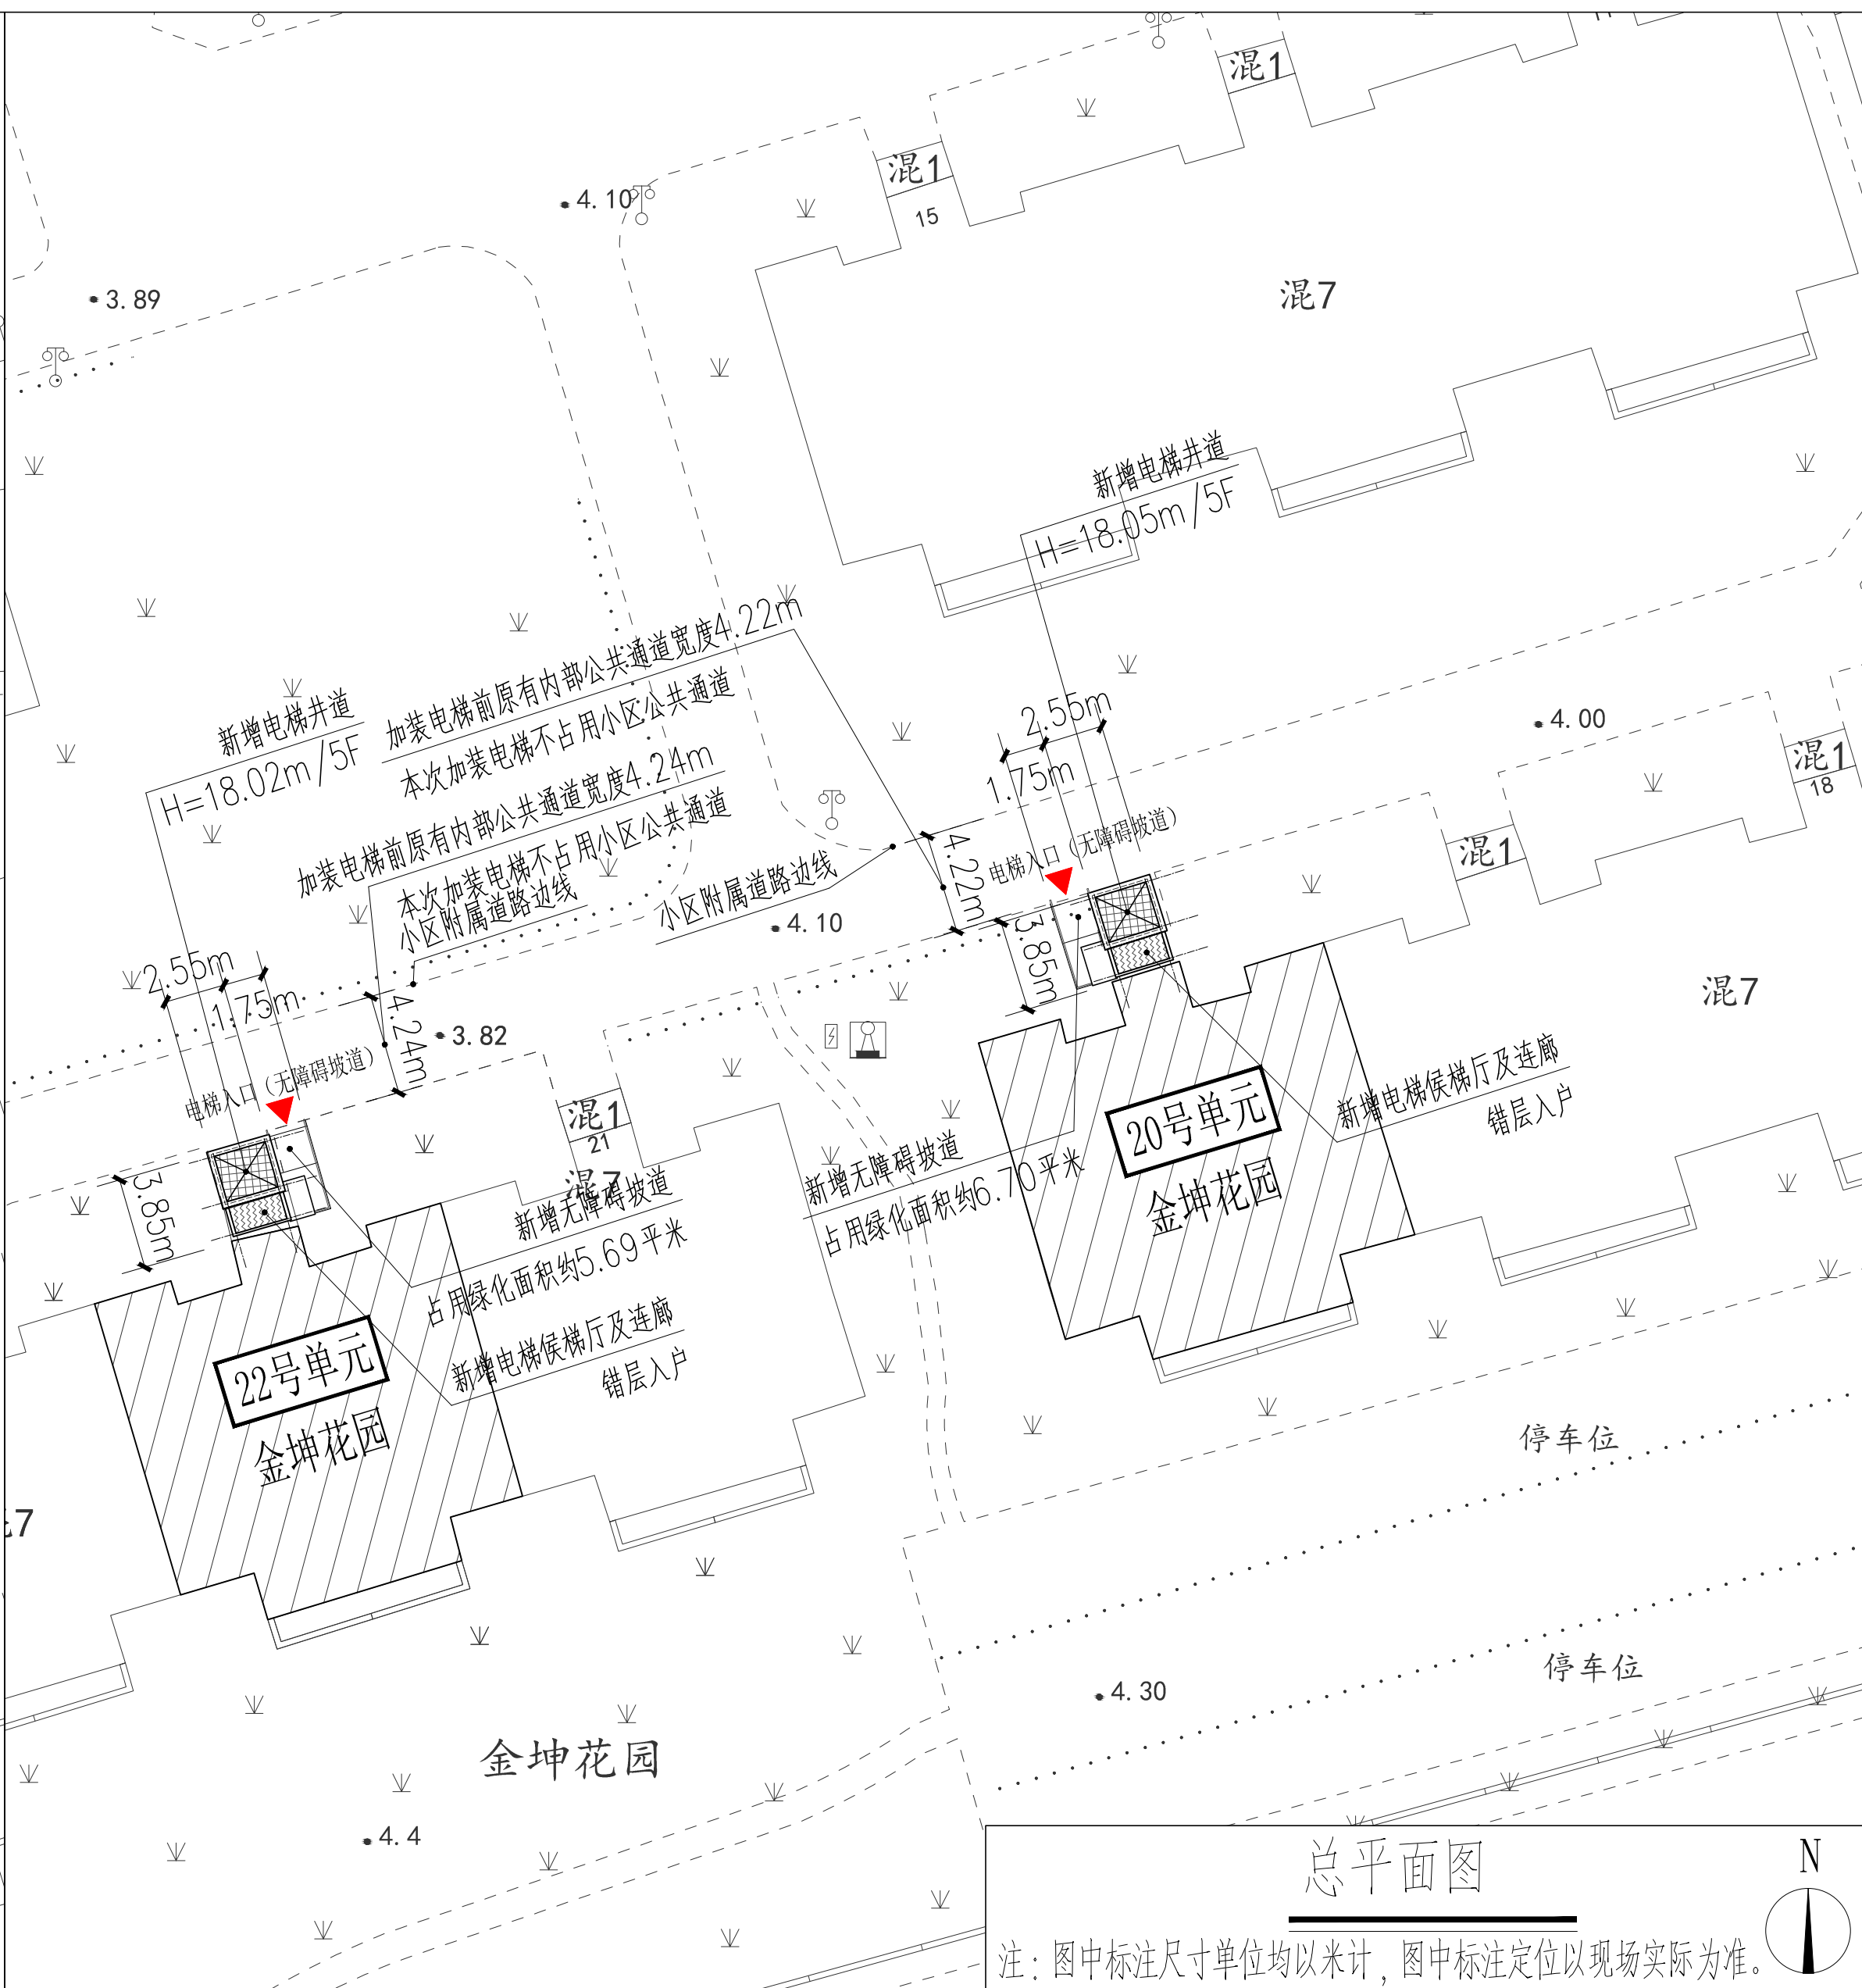 混1
混1
15
4.10
3.89
混7
新增电梯井道
H=18.05m/5F
加装电梯前原有内部公共通道宽度4.22m
本次加装电梯不占用小区公共通道
新增电梯井道
H=18.02m/5F
加装电梯前原有内部公共通道宽度4.24m
本次加装电梯不占用小区公共通道
小区附属道路边线
小区附属道路边线
2.55m
1.75m
4.00
混1
18
混1
电梯入口（无障碍坡道）
4.22m
3.85m
4.10
2.55m
1.75m
4.24m
3.82
电梯入口（无障碍坡道）
3.85m
混1
21
混7
混7
新增无障碍坡道
占用绿化面积约5.69平米
新增电梯侯梯厅及连廊
错层入户
新增无障碍坡道
占用绿化面积约6.70平米
20号单元
金坤花园
新增电梯侯梯厅及连廊
错层入户
22号单元
金坤花园
7
停车位
停车位
4.30
金坤花园
4.4
总平面图
N
注：图中标注尺寸单位均以米计，图中标注定位以现场实际为准。